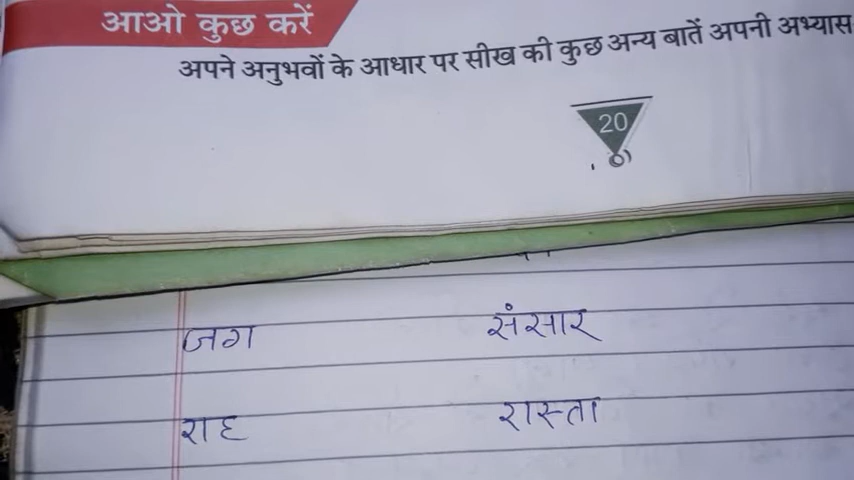 आओ कुछ करें
अपने अनुभवों के आधार पर सीख की कुछ अन्य बातें अपनी अभ्यास
20
जग संसार
राह रास्ता